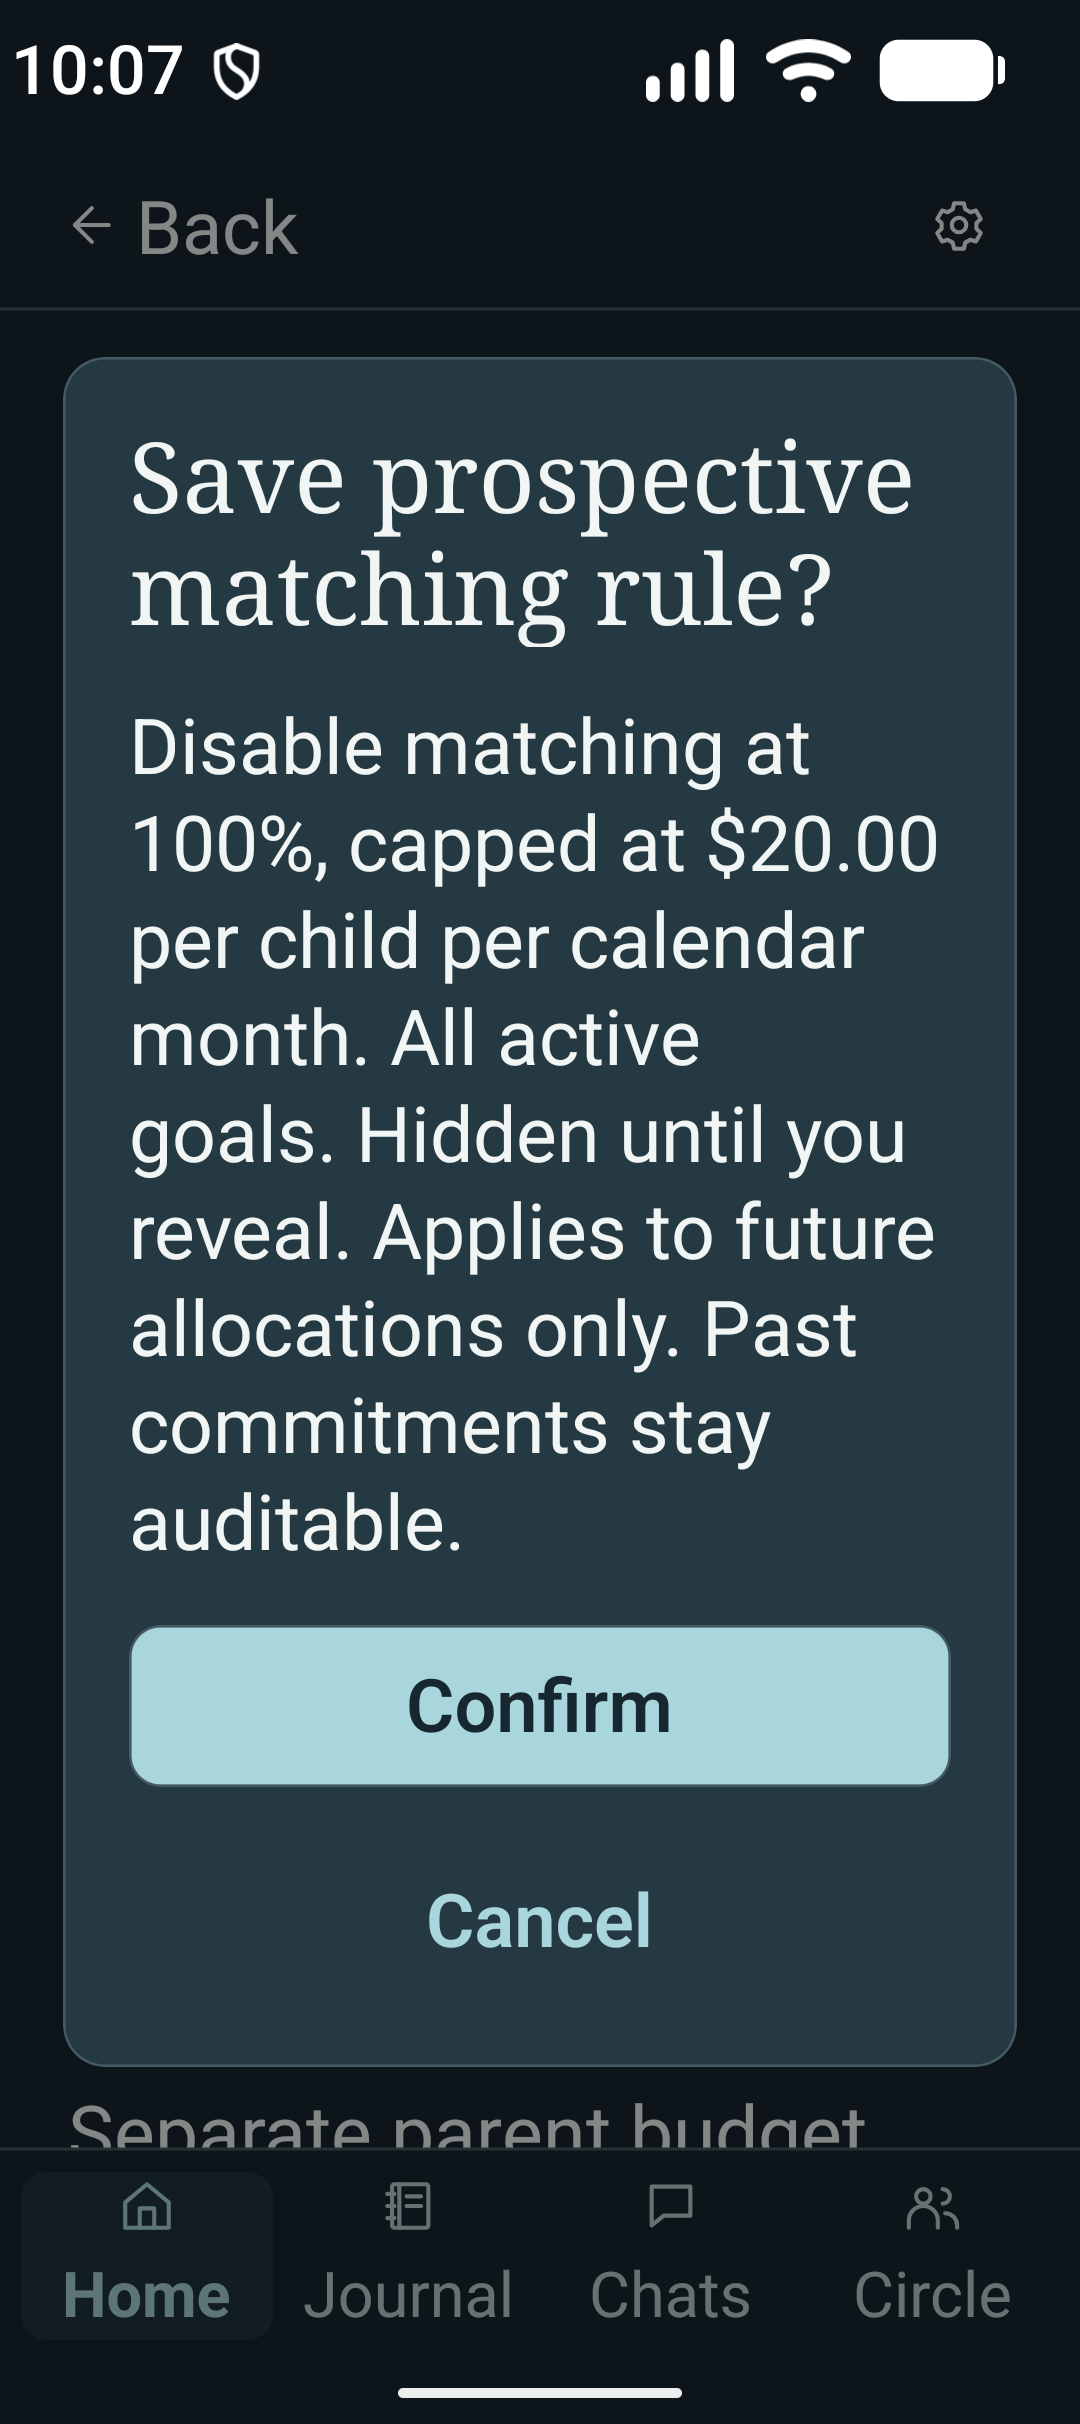 10:07
Back
Save prospective
matching rule?
Disable matching at
100%, capped at $20.00
per child per calendar
month. All active
goals. Hidden until you
reveal. Applies to future
allocations only. Past
commitments stay
auditable.
Confirm
Cancel
Separate parent budget
Home
Journal
Chats
Circle